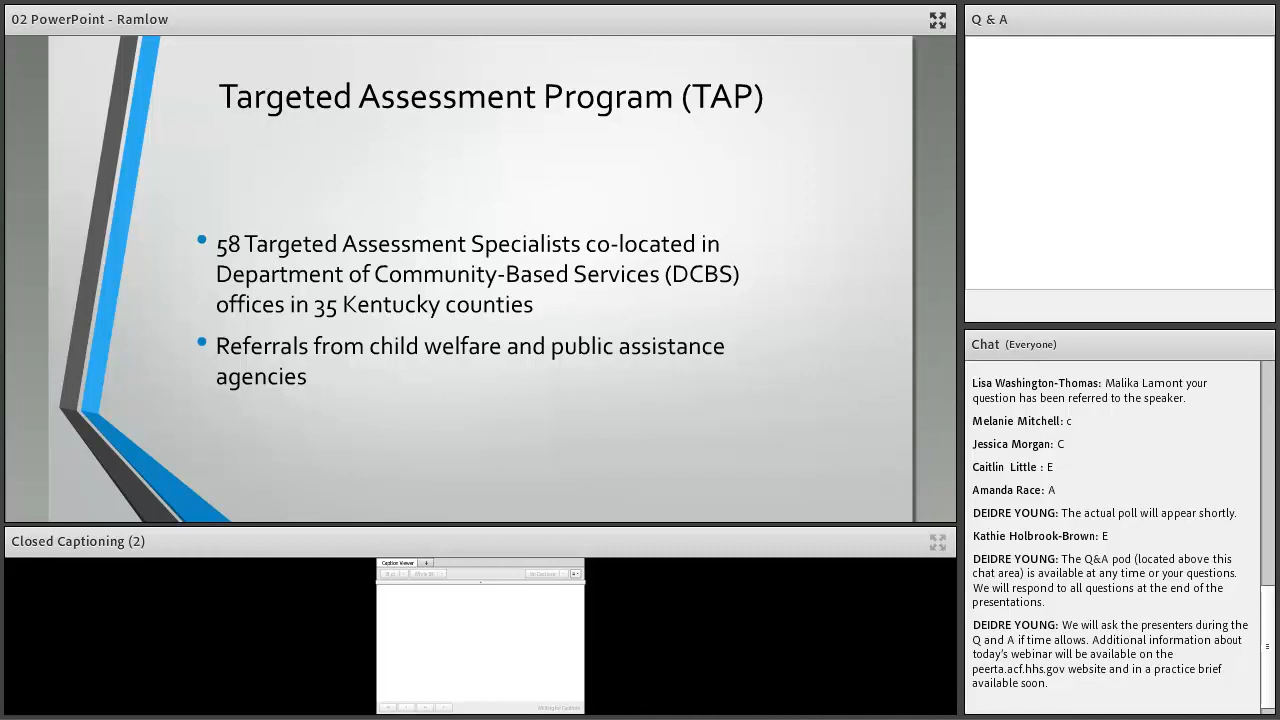 02 PowerPoint - Ramlow
Targeted Assessment Program (TAP)
• 58 Targeted Assessment Specialists co-located in
Department of Community-Based Services (DCBS)
offices in 35 Kentucky counties
• Referrals from child welfare and public assistance
agencies
Closed Captioning (2)
Caption Viewer
Q & A
Chat (Everyone)
Lisa Washington-Thomas: Malika Lamont your
question has been referred to the speaker.
Melanie Mitchell: c
Jessica Morgan: C
Caitlin Little : E
Amanda Race: A
DEIDRE YOUNG: The actual poll will appear shortly.
Kathie Holbrook-Brown: E
DEIDRE YOUNG: The Q&A pod (located above this
chat area) is available at any time or your questions.
We will respond to all questions at the end of the
presentations.
DEIDRE YOUNG: We will ask the presenters during the
Q and A if time allows. Additional information about
today's webinar will be available on the
peerta.acf.hhs.gov website and in a practice brief
available soon.